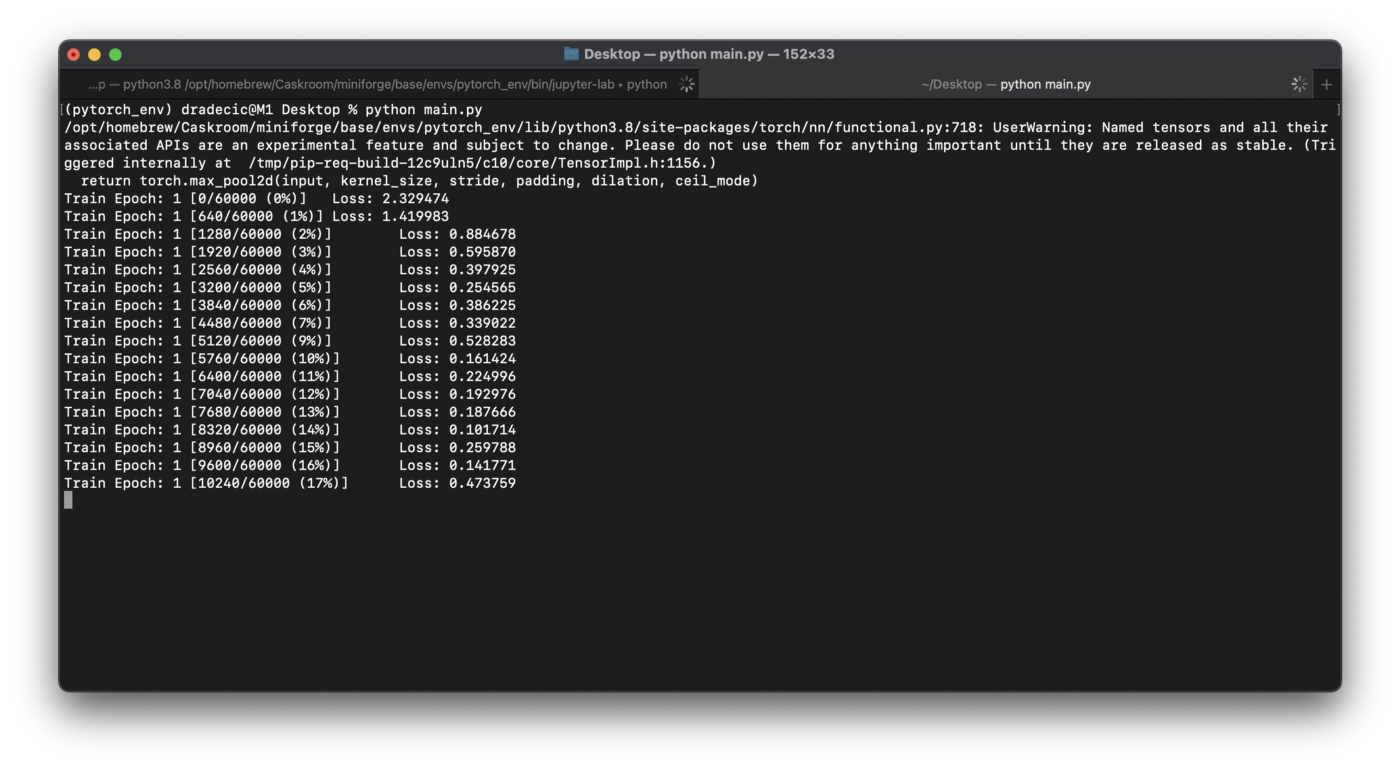 Desktop — python main.py — 152×33
...p — python3.8 /opt/homebrew/Caskroom/miniforge/base/envs/pytorch_env/bin/jupyter-lab ▸ python
~/Desktop — python main.py
+
[(pytorch_env) dradecic@M1 Desktop % python main.py ]
/opt/homebrew/Caskroom/miniforge/base/envs/pytorch_env/lib/python3.8/site-packages/torch/nn/functional.py:718: UserWarning: Named tensors and all their
associated APIs are an experimental feature and subject to change. Please do not use them for anything important until they are released as stable. (Tri
ggered internally at  /tmp/pip-req-build-12c9uln5/c10/core/TensorImpl.h:1156.)
  return torch.max_pool2d(input, kernel_size, stride, padding, dilation, ceil_mode)
Train Epoch: 1 [0/60000 (0%)]   Loss: 2.329474
Train Epoch: 1 [640/60000 (1%)] Loss: 1.419983
Train Epoch: 1 [1280/60000 (2%)]        Loss: 0.884678
Train Epoch: 1 [1920/60000 (3%)]        Loss: 0.595870
Train Epoch: 1 [2560/60000 (4%)]        Loss: 0.397925
Train Epoch: 1 [3200/60000 (5%)]        Loss: 0.254565
Train Epoch: 1 [3840/60000 (6%)]        Loss: 0.386225
Train Epoch: 1 [4480/60000 (7%)]        Loss: 0.339022
Train Epoch: 1 [5120/60000 (9%)]        Loss: 0.528283
Train Epoch: 1 [5760/60000 (10%)]       Loss: 0.161424
Train Epoch: 1 [6400/60000 (11%)]       Loss: 0.224996
Train Epoch: 1 [7040/60000 (12%)]       Loss: 0.192976
Train Epoch: 1 [7680/60000 (13%)]       Loss: 0.187666
Train Epoch: 1 [8320/60000 (14%)]       Loss: 0.101714
Train Epoch: 1 [8960/60000 (15%)]       Loss: 0.259788
Train Epoch: 1 [9600/60000 (16%)]       Loss: 0.141771
Train Epoch: 1 [10240/60000 (17%)]      Loss: 0.473759